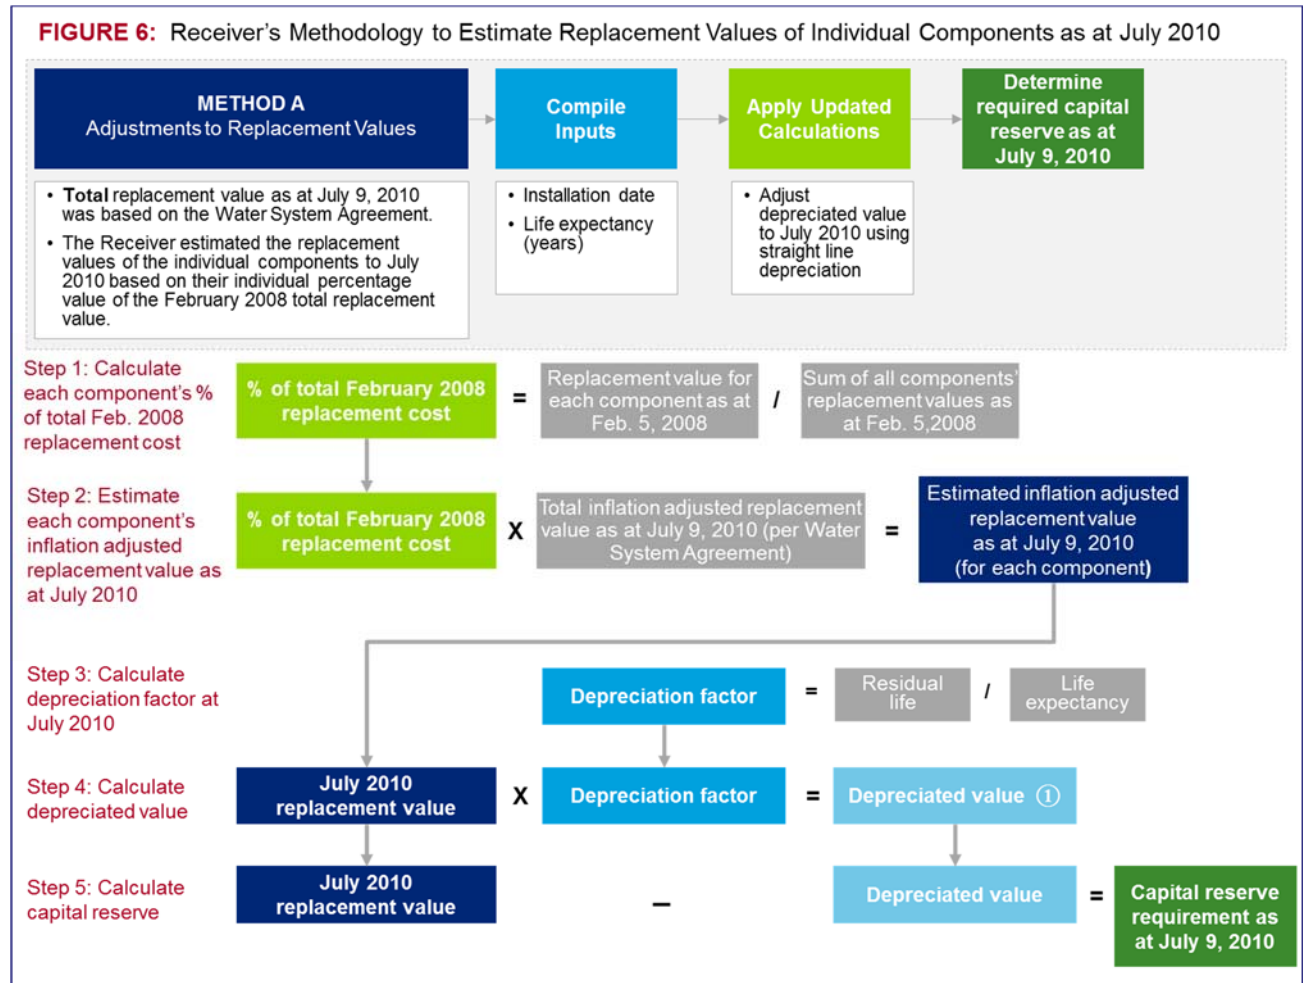 FIGURE 6: Receiver's Methodology to Estimate Replacement Values of Individual Components as at July 2010
METHOD A
Adjustments to Replacement Values
Compile
Inputs
Apply Updated
Calculations
Determine
required capital
reserve as at
July 9, 2010
• Total replacement value as at July 9, 2010
was based on the Water System Agreement.
• The Receiver estimated the replacement
values of the individual components to July
2010 based on their individual percentage
value of the February 2008 total replacement
value.
• Installation date
• Life expectancy
(years)
• Adjust
depreciated value
to July 2010 using
straight line
depreciation
Step 1: Calculate
each component's %
of total Feb. 2008
replacement cost
% of total February 2008
replacement cost
=
Replacement value for
each component as at
Feb. 5, 2008
/
Sum of all components'
replacement values as
at Feb. 5,2008
Step 2: Estimate
each component's
inflation adjusted
replacement value as
at July 2010
% of total February 2008
replacement cost
X
Total inflation adjusted replacement
value as at July 9, 2010 (per Water
System Agreement)
=
Estimated inflation adjusted
replacement value
as at July 9, 2010
(for each component)
Step 3: Calculate
depreciation factor at
July 2010
Depreciation factor
=
Residual
life
/
Life
expectancy
Step 4: Calculate
depreciated value
July 2010
replacement value
X
Depreciation factor
=
Depreciated value ①
Step 5: Calculate
capital reserve
July 2010
replacement value
–
Depreciated value
=
Capital reserve
requirement as
at July 9, 2010